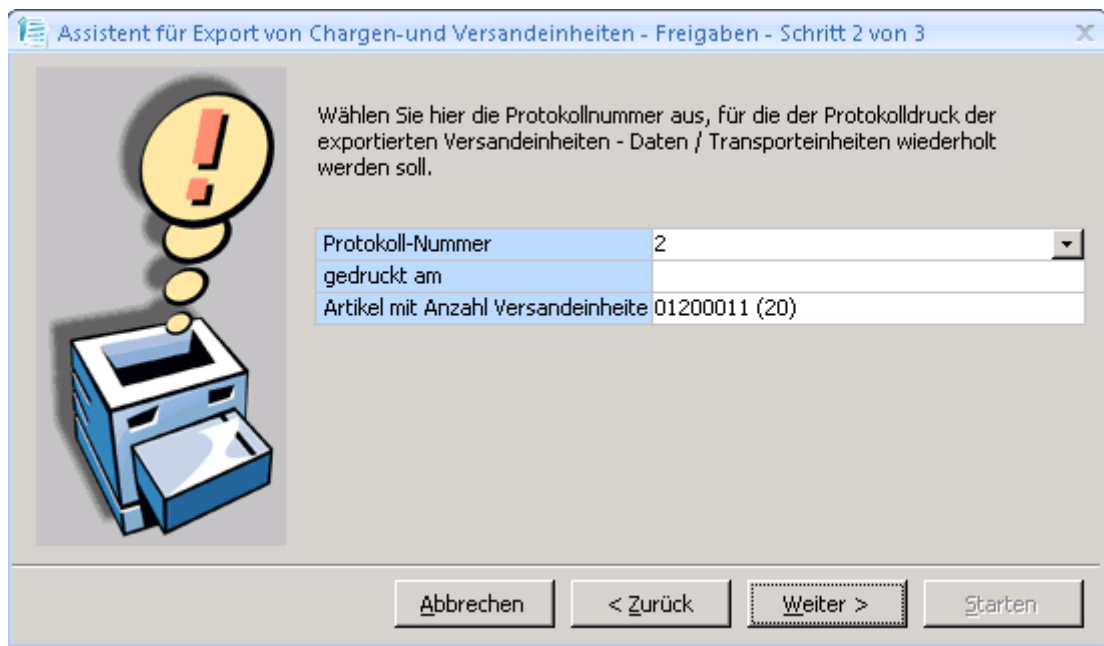 Assistent für Export von Chargen-und Versandeinheiten - Freigaben - Schritt 2 von 3
Wählen Sie hier die Protokollnummer aus, für die der Protokolldruck der
exportierten Versandeinheiten - Daten / Transporteinheiten wiederholt
werden soll.
Protokoll-Nummer 2
gedruckt am
Artikel mit Anzahl Versandeinheite 01200011 (20)
Abbrechen < Zurück Weiter > Starten